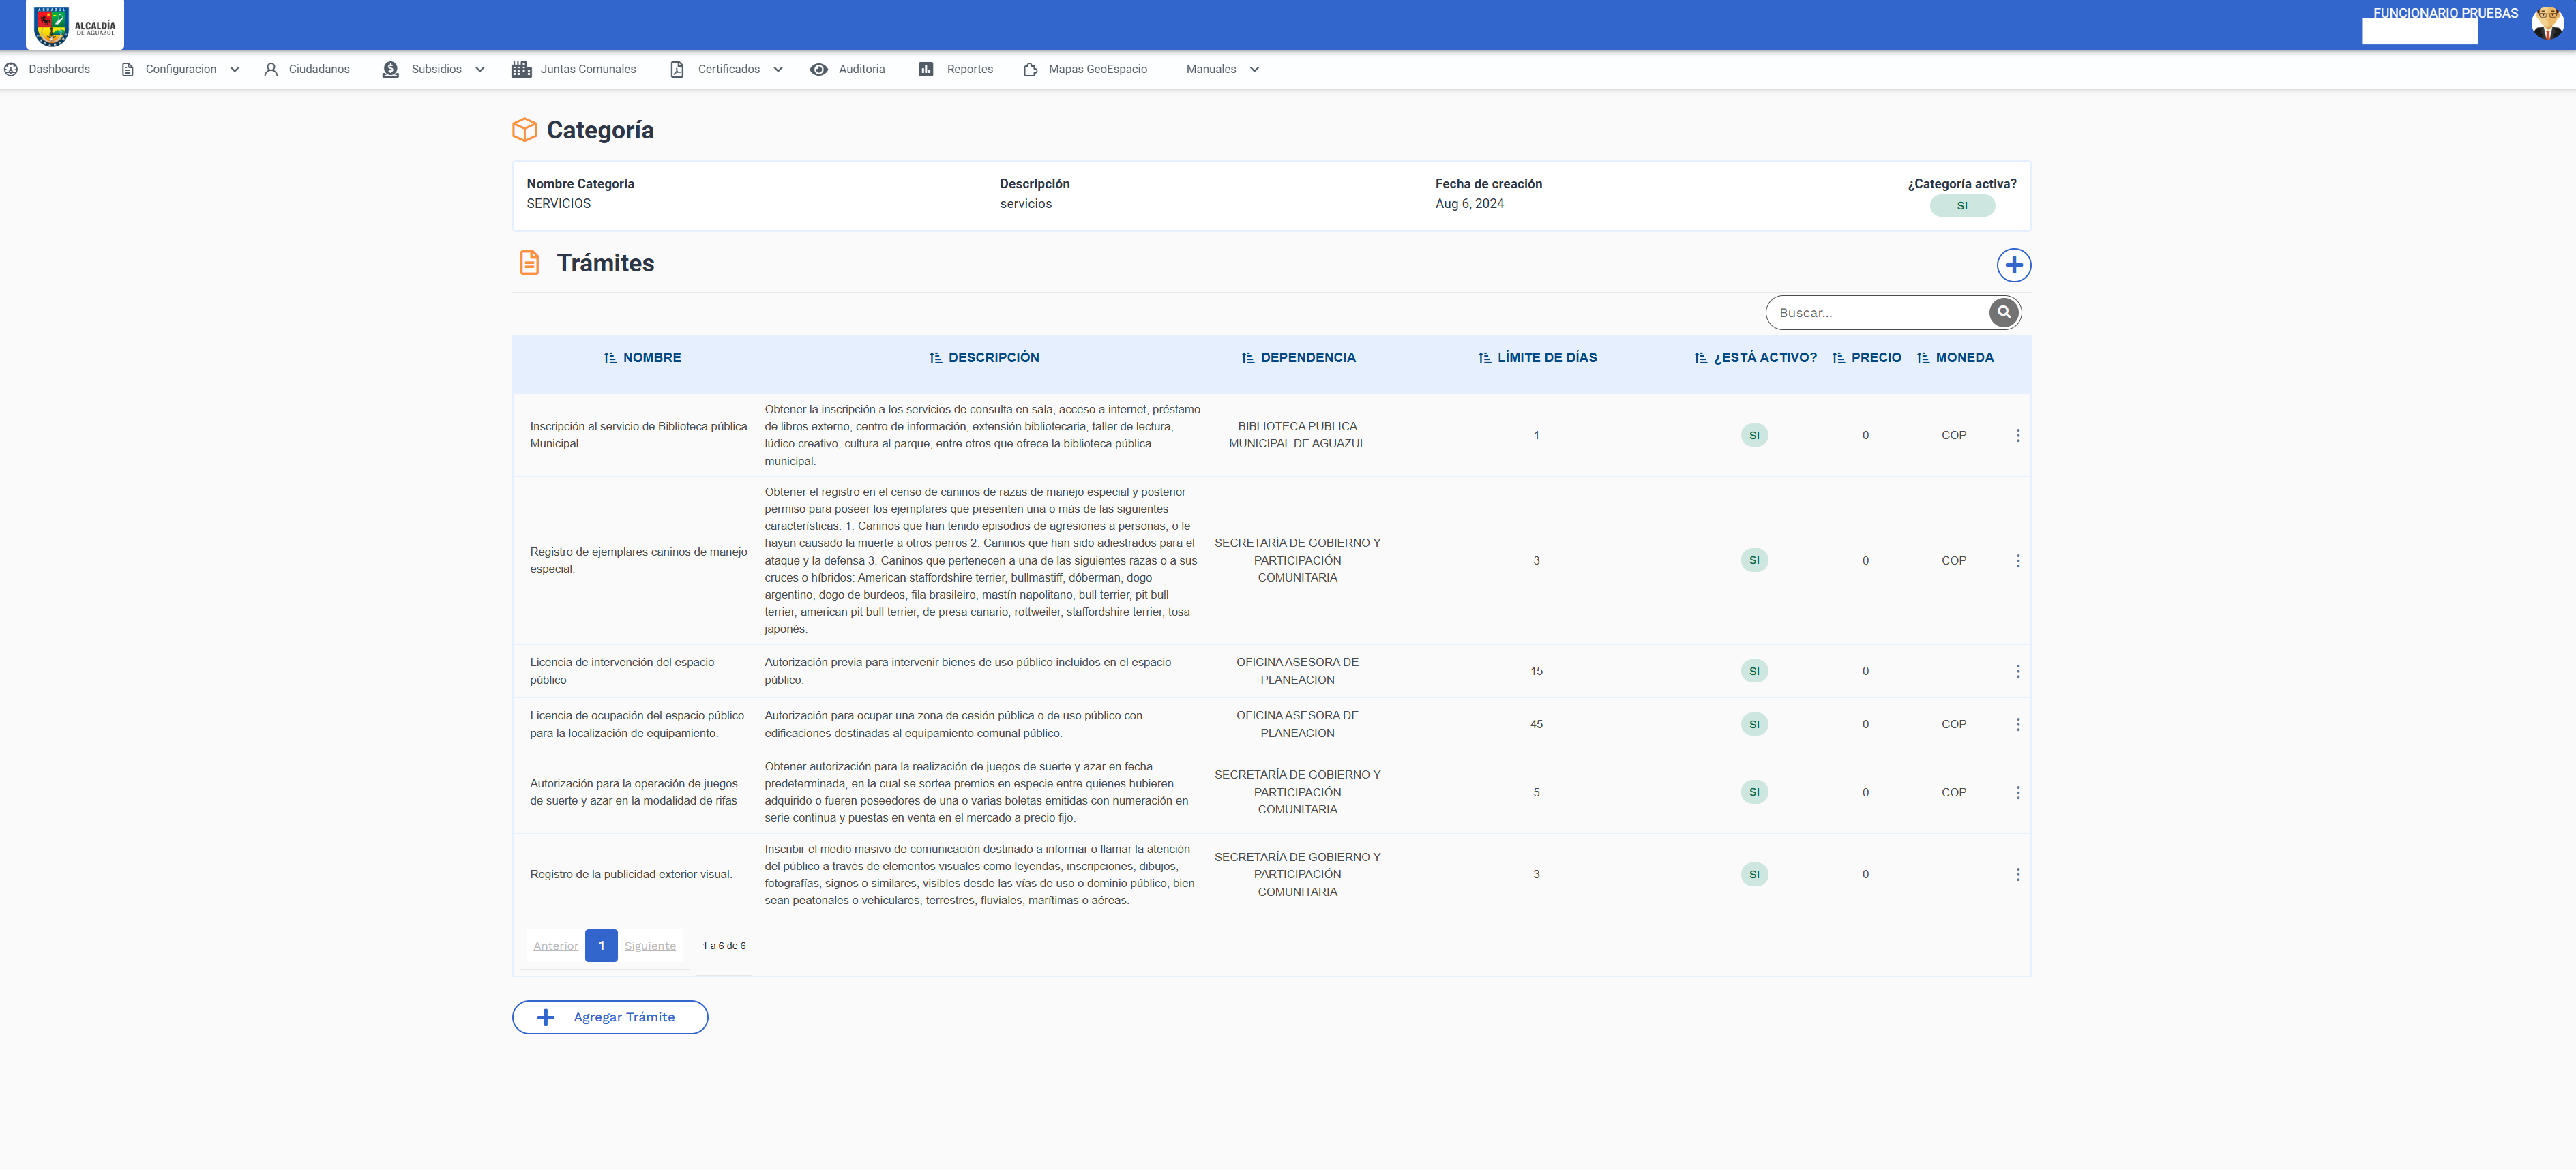 AGUAZUL
ALCALDÍA
DE AGUAZUL
FUNCIONARIO PRUEBAS
Dashboards
Configuracion
Ciudadanos
Subsidios
Juntas Comunales
Certificados
Auditoria
Reportes
Mapas GeoEspacio
Manuales
Categoría
Nombre Categoría
SERVICIOS
Descripción
servicios
Fecha de creación
Aug 6, 2024
¿Categoría activa?
SI
Trámites
Buscar...
NOMBRE
DESCRIPCIÓN
DEPENDENCIA
LÍMITE DE DÍAS
¿ESTÁ ACTIVO?
PRECIO
MONEDA
Inscripción al servicio de Biblioteca pública
Municipal.
Obtener la inscripción a los servicios de consulta en sala, acceso a internet, préstamo
de libros externo, centro de información, extensión bibliotecaria, taller de lectura,
lúdico creativo, cultura al parque, entre otros que ofrece la biblioteca pública
municipal.
BIBLIOTECA PUBLICA
MUNICIPAL DE AGUAZUL
1
SI
0
COP
Registro de ejemplares caninos de manejo
especial.
Obtener el registro en el censo de caninos de razas de manejo especial y posterior
permiso para poseer los ejemplares que presenten una o más de las siguientes
características: 1. Caninos que han tenido episodios de agresiones a personas; o le
hayan causado la muerte a otros perros 2. Caninos que han sido adiestrados para el
ataque y la defensa 3. Caninos que pertenecen a una de las siguientes razas o a sus
cruces o híbridos: American staffordshire terrier, bullmastiff, dóberman, dogo
argentino, dogo de burdeos, fila brasileiro, mastín napolitano, bull terrier, pit bull
terrier, american pit bull terrier, de presa canario, rottweiler, staffordshire terrier, tosa
japonés.
SECRETARÍA DE GOBIERNO Y
PARTICIPACIÓN
COMUNITARIA
3
SI
0
COP
Licencia de intervención del espacio
público
Autorización previa para intervenir bienes de uso público incluidos en el espacio
público.
OFICINA ASESORA DE
PLANEACION
15
SI
0
Licencia de ocupación del espacio público
para la localización de equipamiento.
Autorización para ocupar una zona de cesión pública o de uso público con
edificaciones destinadas al equipamiento comunal público.
OFICINA ASESORA DE
PLANEACION
45
SI
0
COP
Autorización para la operación de juegos
de suerte y azar en la modalidad de rifas
Obtener autorización para la realización de juegos de suerte y azar en fecha
predeterminada, en la cual se sortea premios en especie entre quienes hubieren
adquirido o fueren poseedores de una o varias boletas emitidas con numeración en
serie continua y puestas en venta en el mercado a precio fijo.
SECRETARÍA DE GOBIERNO Y
PARTICIPACIÓN
COMUNITARIA
5
SI
0
COP
Registro de la publicidad exterior visual.
Inscribir el medio masivo de comunicación destinado a informar o llamar la atención
del público a través de elementos visuales como leyendas, inscripciones, dibujos,
fotografías, signos o similares, visibles desde las vías de uso o dominio público, bien
sean peatonales o vehiculares, terrestres, fluviales, marítimas o aéreas.
SECRETARÍA DE GOBIERNO Y
PARTICIPACIÓN
COMUNITARIA
3
SI
0
Anterior
1
Siguiente
1 a 6 de 6
Agregar Trámite